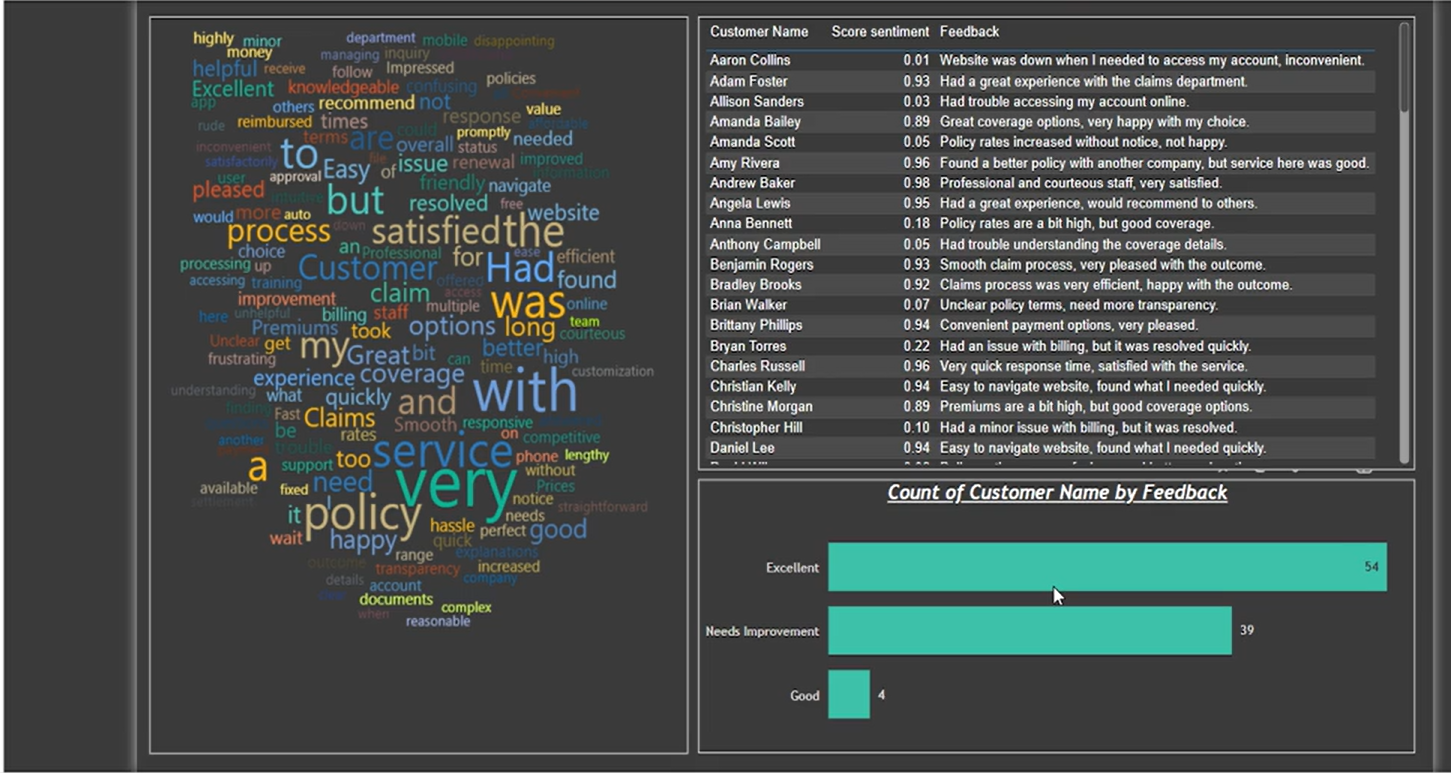 highly minor department mobile disappointing
money managing inquiry
helpful receive follow Impressed policies
Excellent knowledgeable confusing
app others recommend not response value
rude reimbursed times could promptly affordable
terms are overall status needed
inconvenient to file issue renewal improved
satisfactorily approval Easy of information
user friendly navigate
pleased intuitive but resolved free
would more auto down website
process satisfied the
choice an Professional for ease efficient
processing up Customer offered Had found
accessing training claim access
improvement multiple was online
here unhelpful billing staff team
Premiums took options long courteous
Unclear get my Great bit can better high
frustrating time customization
experience coverage
understanding what quickly with
finding Fast Claims and
be rates Smooth responsive on competitive
another trouble service phone lengthy
a support too without
available fixed need very Prices
settlement notice straightforward
it policy hassle needs
wait happy quick perfect good
range explanations
outcome transparency increased
details account company
documents complex
when reasonable
Customer Name Score sentiment Feedback
Aaron Collins 0.01 Website was down when I needed to access my account, inconvenient.
Adam Foster 0.93 Had a great experience with the claims department.
Allison Sanders 0.03 Had trouble accessing my account online.
Amanda Bailey 0.89 Great coverage options, very happy with my choice.
Amanda Scott 0.05 Policy rates increased without notice, not happy.
Amy Rivera 0.96 Found a better policy with another company, but service here was good.
Andrew Baker 0.98 Professional and courteous staff, very satisfied.
Angela Lewis 0.95 Had a great experience, would recommend to others.
Anna Bennett 0.18 Policy rates are a bit high, but good coverage.
Anthony Campbell 0.05 Had trouble understanding the coverage details.
Benjamin Rogers 0.93 Smooth claim process, very pleased with the outcome.
Bradley Brooks 0.92 Claims process was very efficient, happy with the outcome.
Brian Walker 0.07 Unclear policy terms, need more transparency.
Brittany Phillips 0.94 Convenient payment options, very pleased.
Bryan Torres 0.22 Had an issue with billing, but it was resolved quickly.
Charles Russell 0.96 Very quick response time, satisfied with the service.
Christian Kelly 0.94 Easy to navigate website, found what I needed quickly.
Christine Morgan 0.89 Premiums are a bit high, but good coverage options.
Christopher Hill 0.10 Had a minor issue with billing, but it was resolved.
Daniel Lee 0.94 Easy to navigate website, found what I needed quickly.
Count of Customer Name by Feedback
Excellent 54
Needs Improvement 39
Good 4